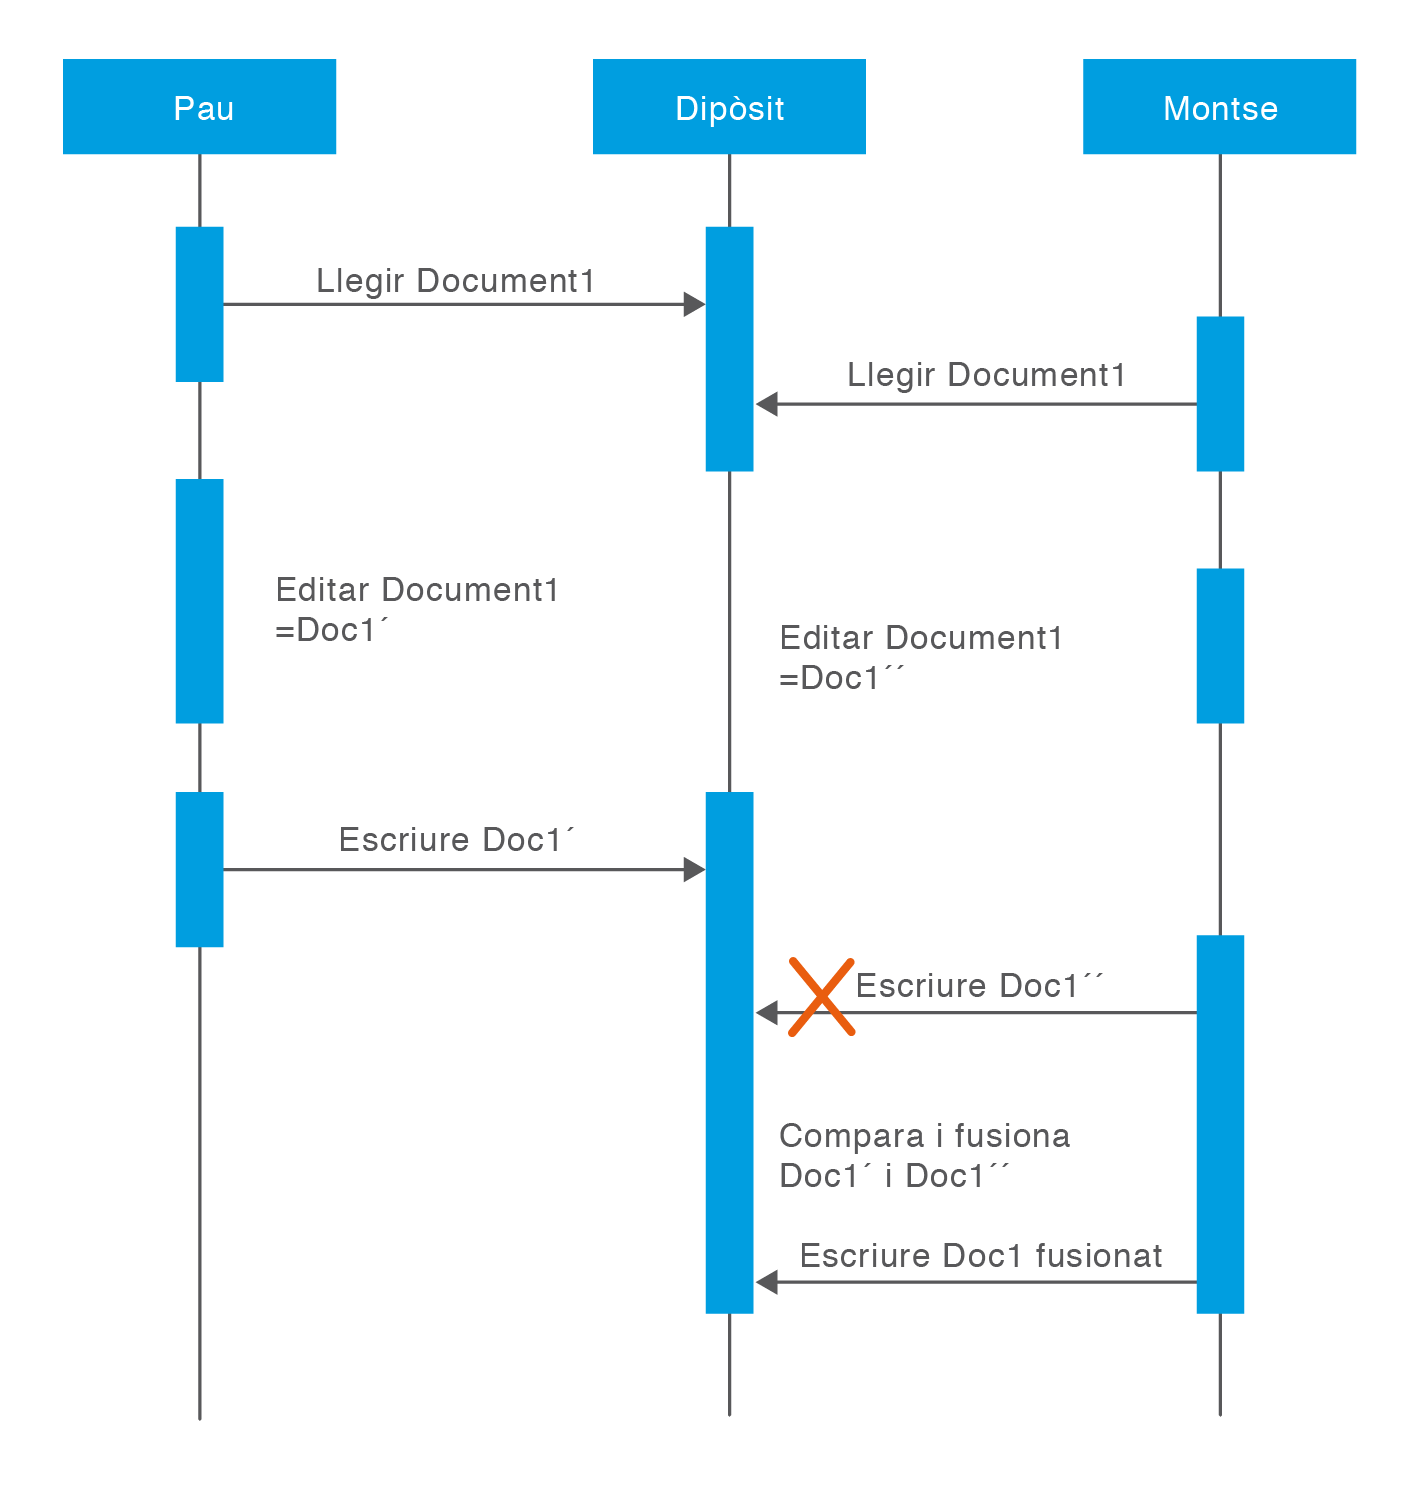 Pau
Dipòsit
Montse
Llegir Document1
Llegir Document1
Editar Document1
=Doc1´
Editar Document1
=Doc1´´
Escriure Doc1´
Escriure Doc1´´
Compara i fusiona
Doc1´ i Doc1´´
Escriure Doc1 fusionat